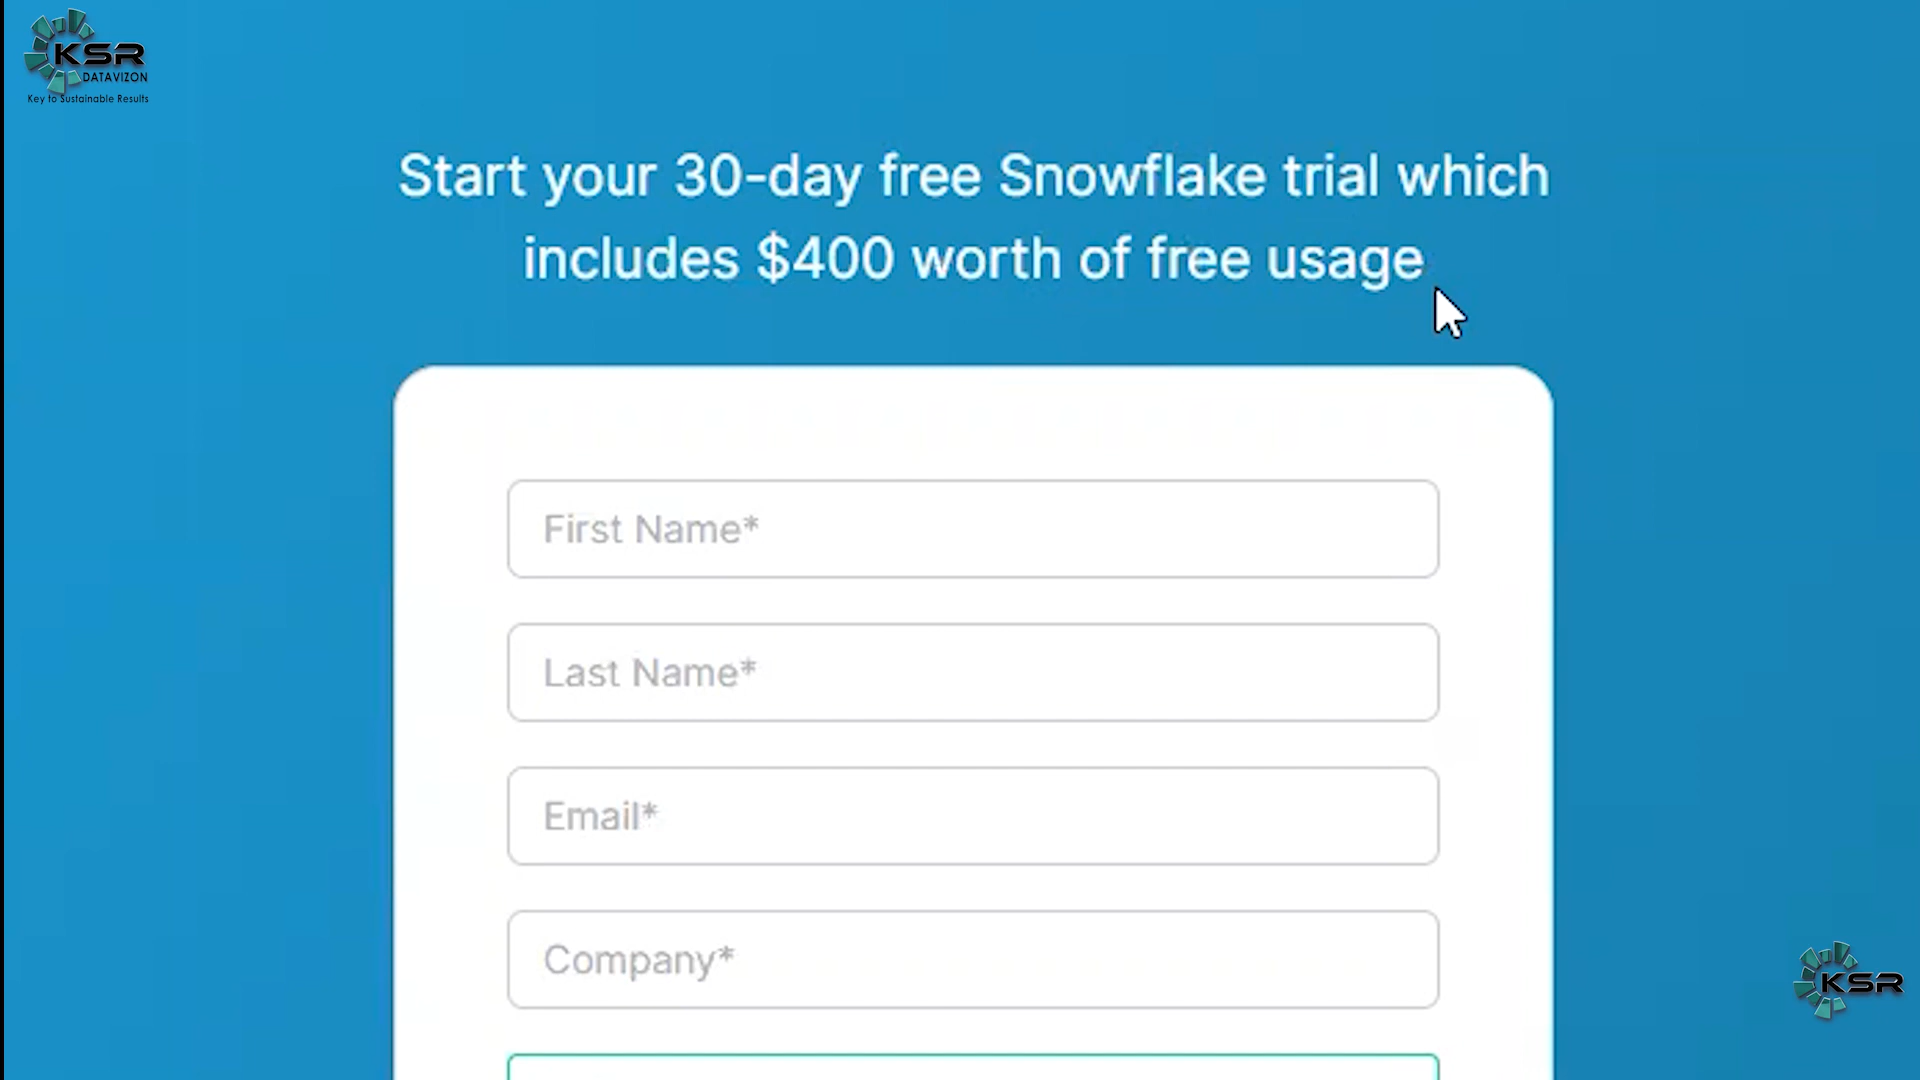 KSR
DATAVIZON
Key to Sustainable Results
Start your 30-day free Snowflake trial which
includes $400 worth of free usage
First Name*
Last Name*
Email*
Company*
KSR